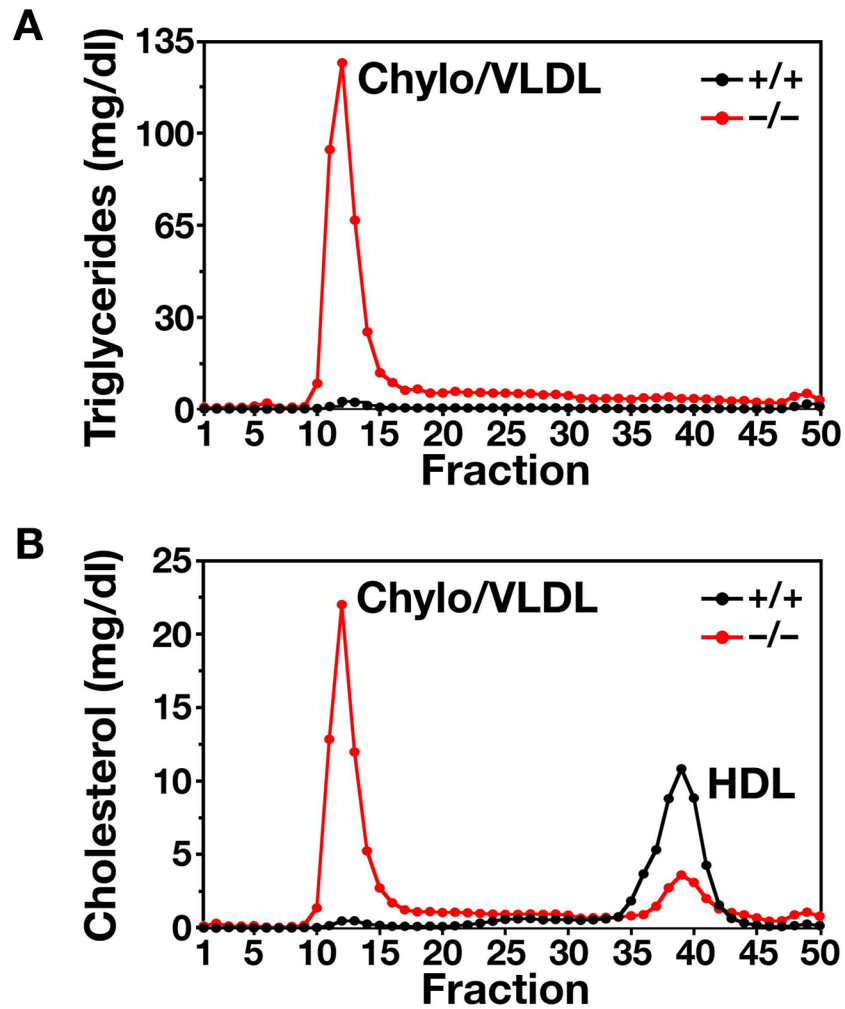 A
Triglycerides (mg/dl)
135
100
65
30
0
Chylo/VLDL
+/+
−/−
1 5 10 15 20 25 30 35 40 45 50
Fraction
B
Cholesterol (mg/dl)
25
20
15
10
5
0
Chylo/VLDL
+/+
−/−
HDL
1 5 10 15 20 25 30 35 40 45 50
Fraction